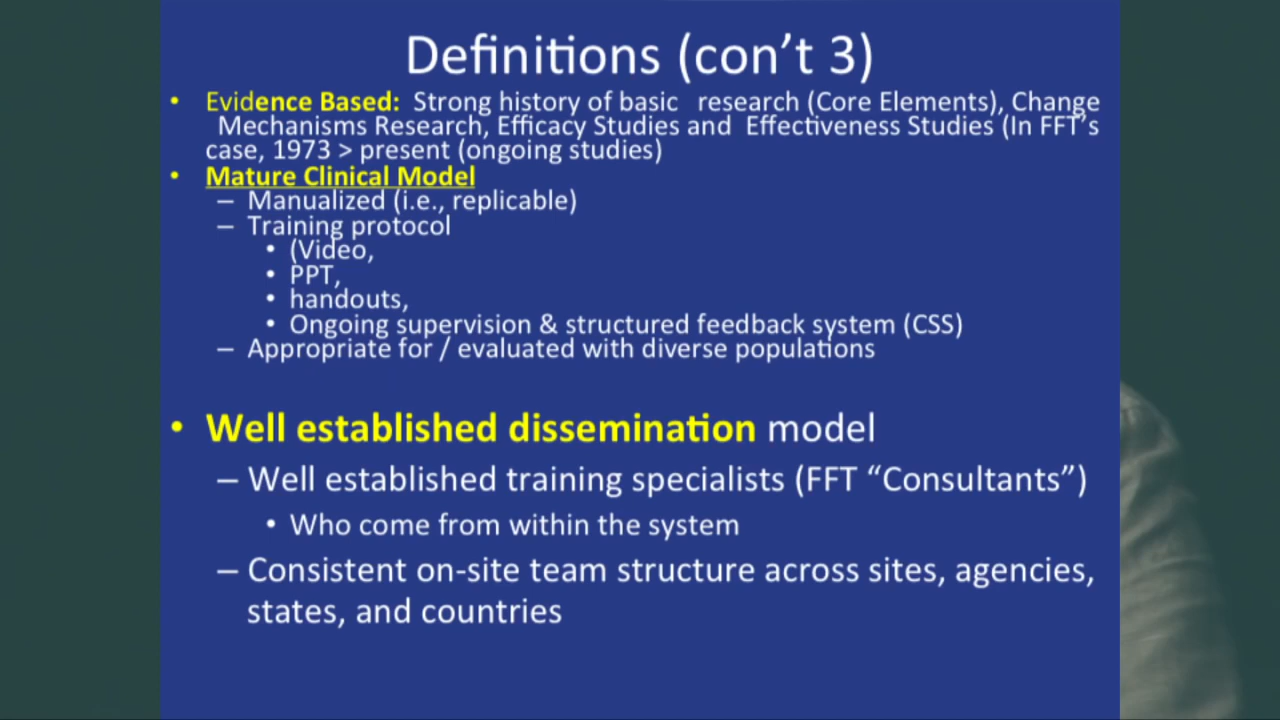 Definitions (con't 3)
• Evidence Based: Strong history of basic research (Core Elements), Change
Mechanisms Research, Efficacy Studies and Effectiveness Studies (In FFT's
case, 1973 > present (ongoing studies)
• Mature Clinical Model
– Manualized (i.e., replicable)
– Training protocol
• (Video,
• PPT,
• handouts,
• Ongoing supervision & structured feedback system (CSS)
– Appropriate for / evaluated with diverse populations
• Well established dissemination model
– Well established training specialists (FFT “Consultants”)
• Who come from within the system
– Consistent on-site team structure across sites, agencies,
states, and countries